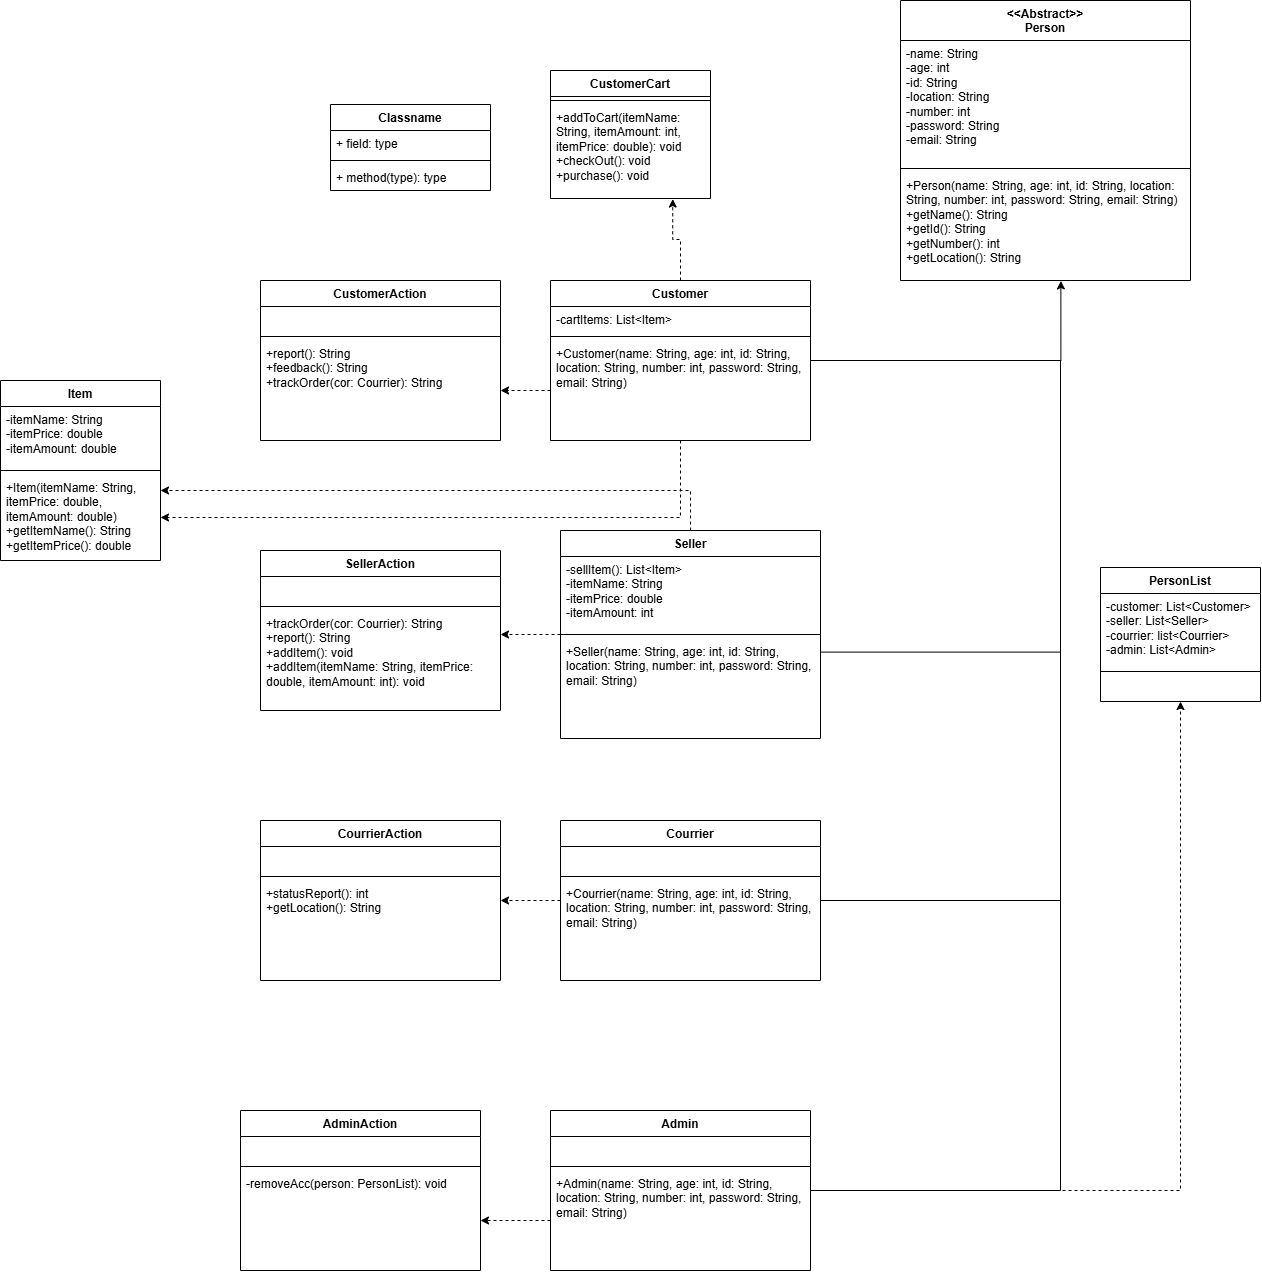 <<Abstract>>
Person
-name: String
-age: int
-id: String
-location: String
-number: int
-password: String
-email: String
+Person(name: String, age: int, id: String, location:
String, number: int, password: String, email: String)
+getName(): String
+getId(): String
+getNumber(): int
+getLocation(): String
CustomerCart
+addToCart(itemName:
String, itemAmount: int,
itemPrice: double): void
+checkOut(): void
+purchase(): void
Classname
+ field: type
+ method(type): type
CustomerAction
+report(): String
+feedback(): String
+trackOrder(cor: Courrier): String
Customer
-cartItems: List<Item>
+Customer(name: String, age: int, id: String,
location: String, number: int, password: String,
email: String)
Item
-itemName: String
-itemPrice: double
-itemAmount: double
+Item(itemName: String,
itemPrice: double,
itemAmount: double)
+getItemName(): String
+getItemPrice(): double
SellerAction
+trackOrder(cor: Courrier): String
+report(): String
+addItem(): void
+addItem(itemName: String, itemPrice:
double, itemAmount: int): void
Seller
-sellItem(): List<Item>
-itemName: String
-itemPrice: double
-itemAmount: int
+Seller(name: String, age: int, id: String,
location: String, number: int, password: String,
email: String)
PersonList
-customer: List<Customer>
-seller: List<Seller>
-courrier: list<Courrier>
-admin: List<Admin>
CourrierAction
+statusReport(): int
+getLocation(): String
Courrier
+Courrier(name: String, age: int, id: String,
location: String, number: int, password: String,
email: String)
AdminAction
-removeAcc(person: PersonList): void
Admin
+Admin(name: String, age: int, id: String,
location: String, number: int, password: String,
email: String)